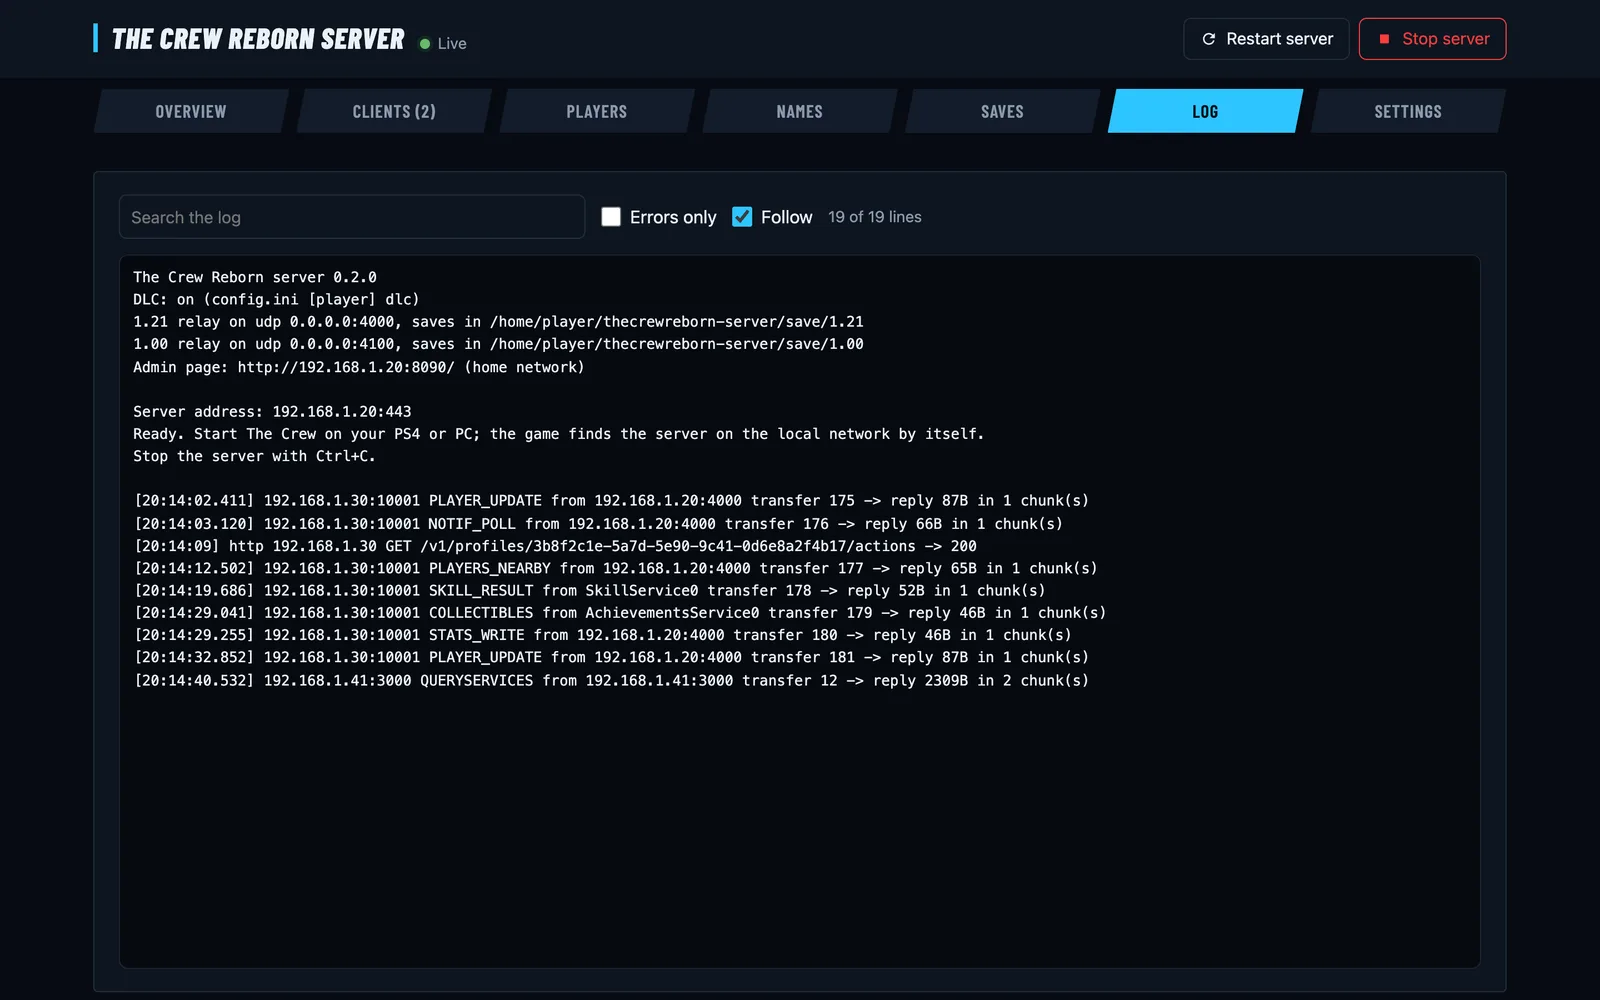 THE CREW REBORN SERVER
Live
Restart server
Stop server
OVERVIEW
CLIENTS (2)
PLAYERS
NAMES
SAVES
LOG
SETTINGS
Search the log
Errors only
Follow
19 of 19 lines
The Crew Reborn server 0.2.0
DLC: on (config.ini [player] dlc)
1.21 relay on udp 0.0.0.0:4000, saves in /home/player/thecrewreborn-server/save/1.21
1.00 relay on udp 0.0.0.0:4100, saves in /home/player/thecrewreborn-server/save/1.00
Admin page: http://192.168.1.20:8090/ (home network)
Server address: 192.168.1.20:443
Ready. Start The Crew on your PS4 or PC; the game finds the server on the local network by itself.
Stop the server with Ctrl+C.
[20:14:02.411] 192.168.1.30:10001 PLAYER_UPDATE from 192.168.1.20:4000 transfer 175 -> reply 87B in 1 chunk(s)
[20:14:03.120] 192.168.1.30:10001 NOTIF_POLL from 192.168.1.20:4000 transfer 176 -> reply 66B in 1 chunk(s)
[20:14:09] http 192.168.1.30 GET /v1/profiles/3b8f2c1e-5a7d-5e90-9c41-0d6e8a2f4b17/actions -> 200
[20:14:12.502] 192.168.1.30:10001 PLAYERS_NEARBY from 192.168.1.20:4000 transfer 177 -> reply 65B in 1 chunk(s)
[20:14:19.686] 192.168.1.30:10001 SKILL_RESULT from SkillService0 transfer 178 -> reply 52B in 1 chunk(s)
[20:14:29.041] 192.168.1.30:10001 COLLECTIBLES from AchievementsService0 transfer 179 -> reply 46B in 1 chunk(s)
[20:14:29.255] 192.168.1.30:10001 STATS_WRITE from 192.168.1.20:4000 transfer 180 -> reply 46B in 1 chunk(s)
[20:14:32.852] 192.168.1.30:10001 PLAYER_UPDATE from 192.168.1.20:4000 transfer 181 -> reply 87B in 1 chunk(s)
[20:14:40.532] 192.168.1.41:3000 QUERYSERVICES from 192.168.1.41:3000 transfer 12 -> reply 2309B in 2 chunk(s)